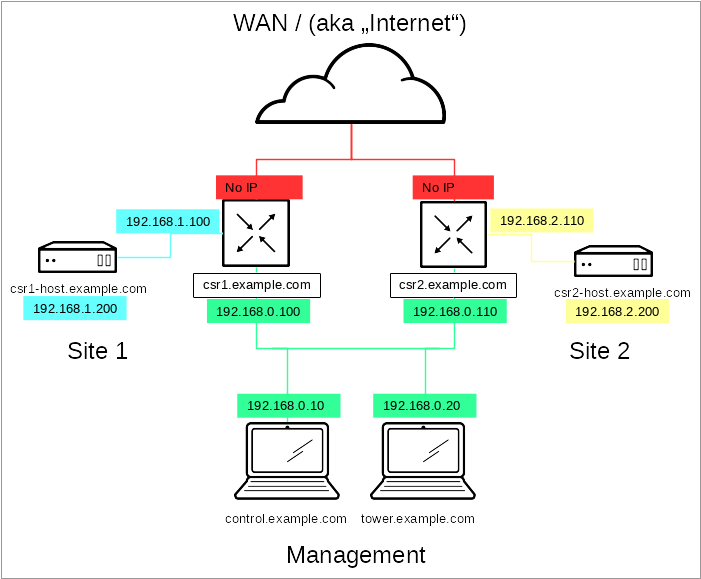 WAN / (aka „Internet“)
No IP
No IP
192.168.1.100
192.168.2.110
csr1-host.example.com
192.168.1.200
csr1.example.com
192.168.0.100
csr2.example.com
192.168.0.110
csr2-host.example.com
192.168.2.200
Site 1
Site 2
192.168.0.10
192.168.0.20
control.example.com
tower.example.com
Management